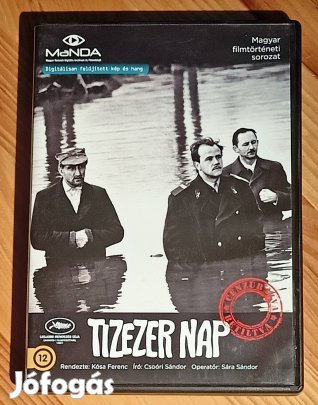 MaNDA
Magyar
filmtörténeti
sorozat
Digitálisan felújított kép és hang
TIZEZER NAP
12
Rendezte: Kósa Ferenc Író: Csoóri Sándor Operatőr: Sára Sándor
Jófogás